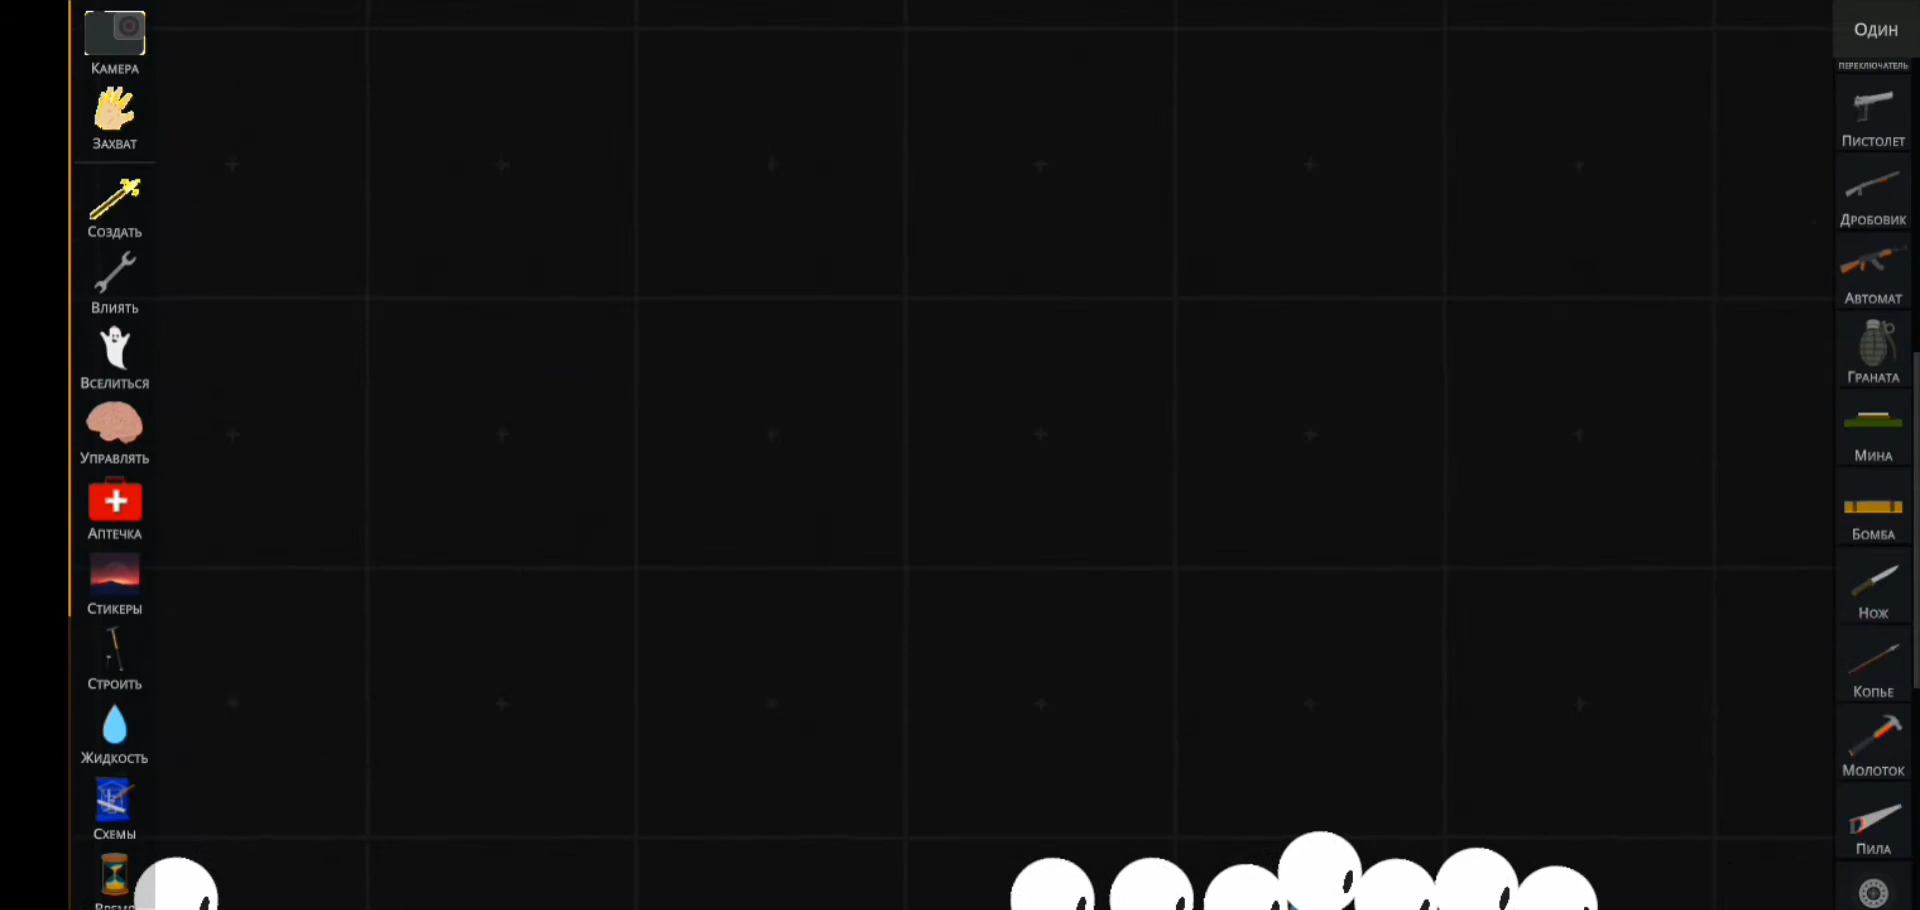 Камера
Захват
Создать
Влиять
Вселиться
Управлять
Аптечка
Стикеры
Строить
Жидкость
Схемы
Время
Один
переключатель
Пистолет
Дробовик
Автомат
Граната
Мина
Бомба
Нож
Копье
Молоток
Пила